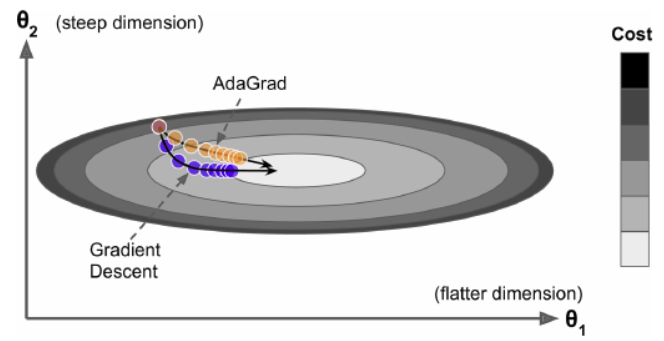 θ2 (steep dimension)
Cost
AdaGrad
Gradient
Descent
(flatter dimension)
θ1